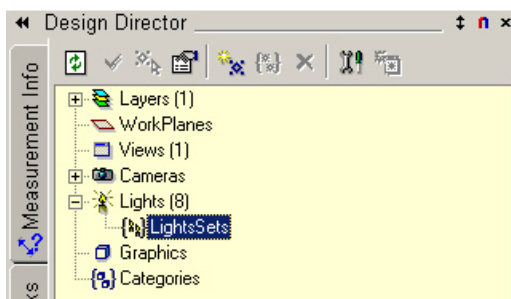 Design Director
Measurement Info
Layers (1)
WorkPlanes
Views (1)
Cameras
Lights (8)
LightsSets
Graphics
Categories